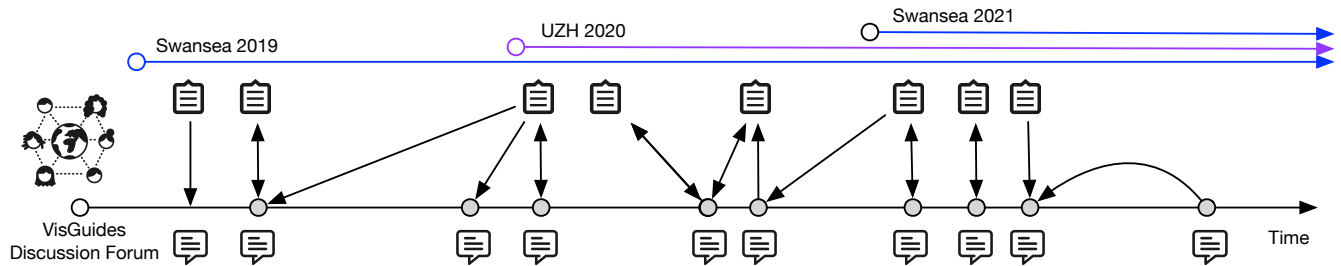 Swansea 2021
UZH 2020
Swansea 2019
VisGuides
Discussion Forum
Time